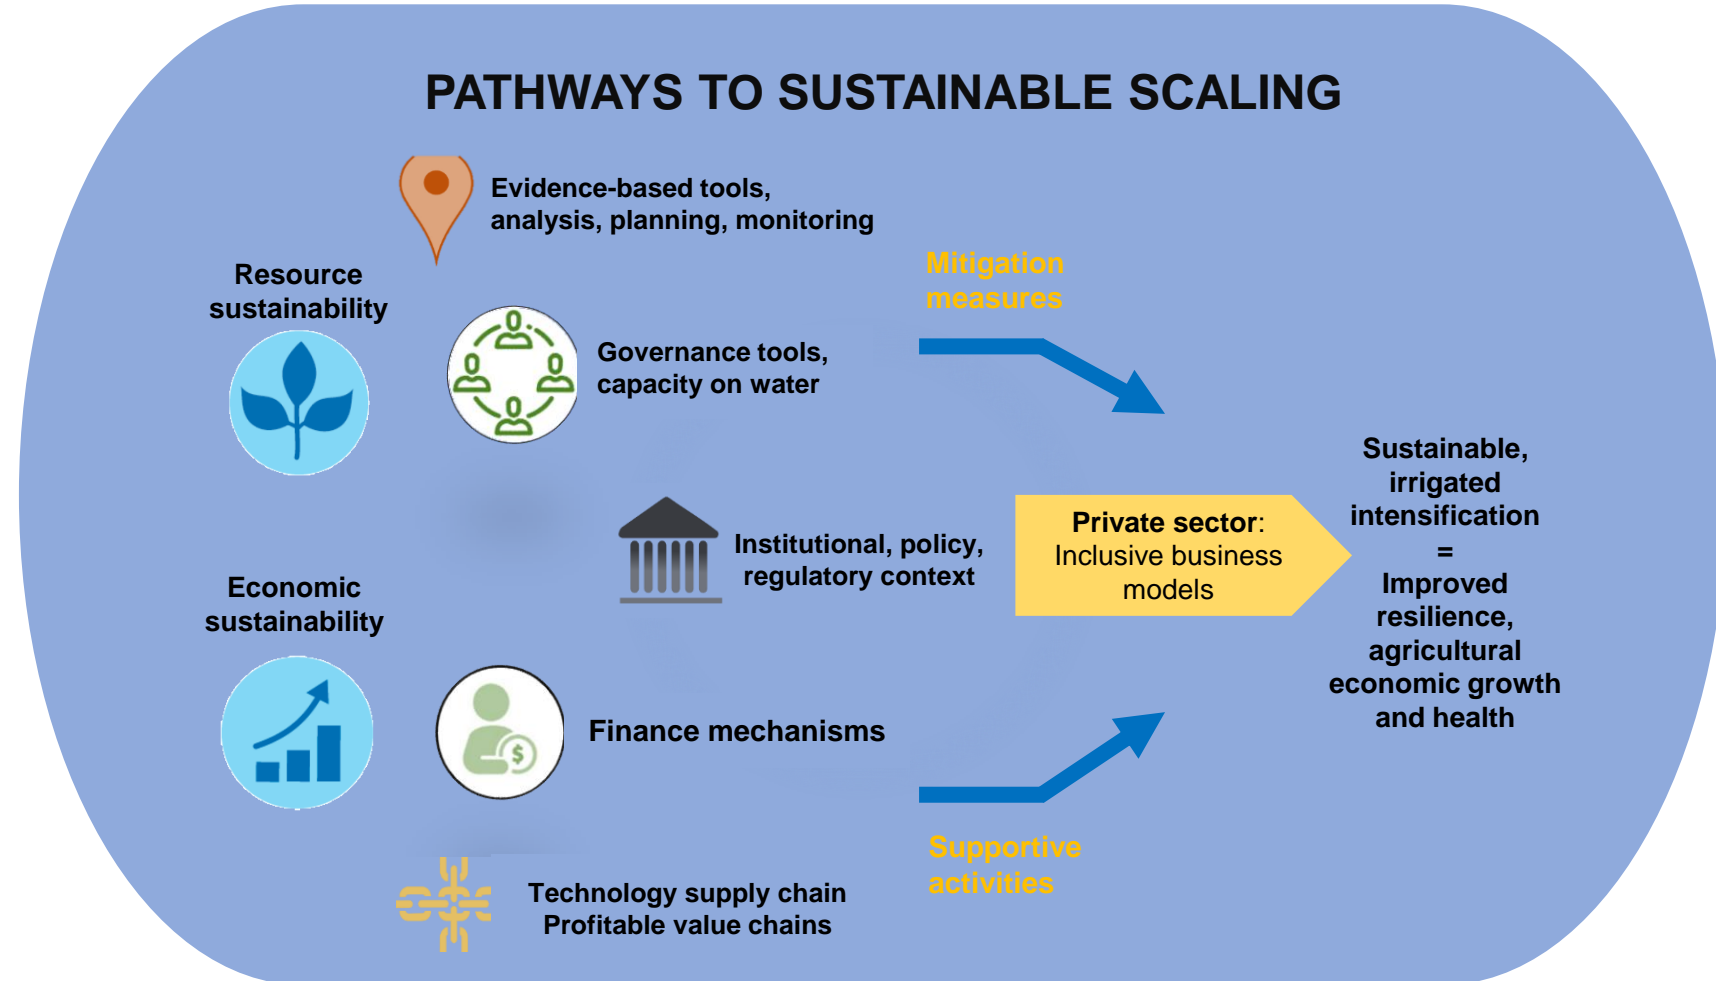 PATHWAYS TO SUSTAINABLE SCALING
Evidence-based tools,
analysis, planning, monitoring
Resource
sustainability
Mitigation
measures
Governance tools,
capacity on water
Institutional, policy,
regulatory context
Private sector:
Inclusive business
models
Sustainable,
irrigated
intensification
=
Improved
resilience,
agricultural
economic growth
and health
Economic
sustainability
$
Finance mechanisms
Supportive
activities
Technology supply chain
Profitable value chains